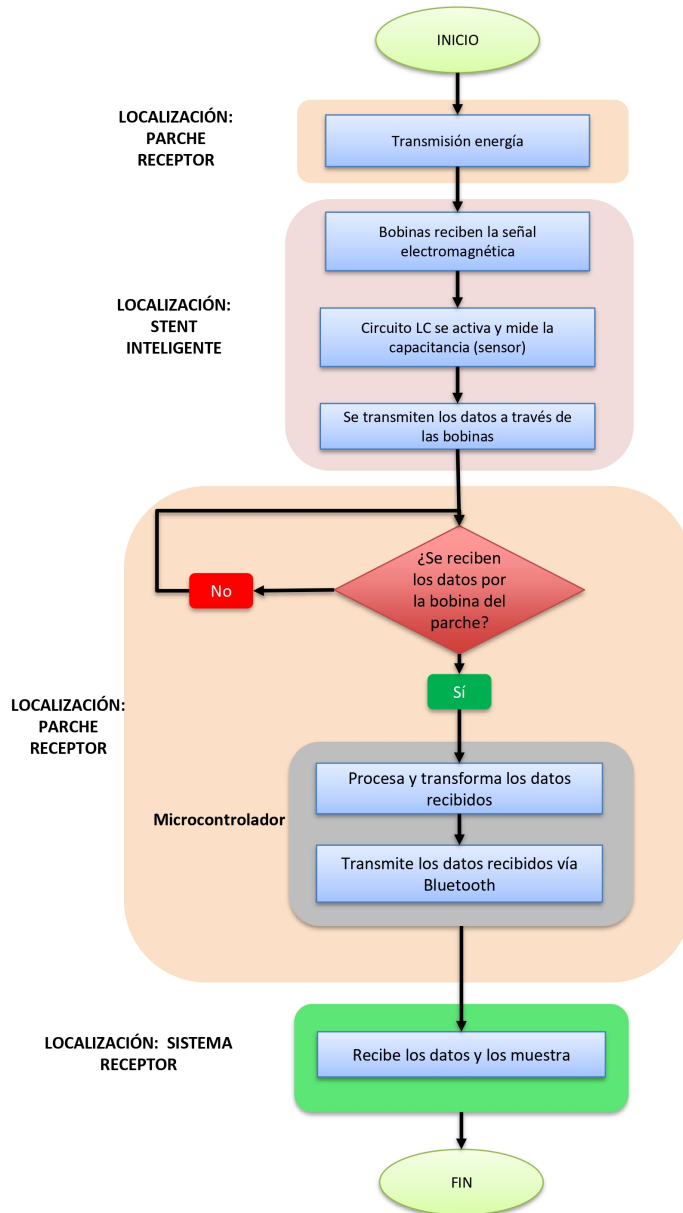 INICIO
LOCALIZACIÓN:
PARCHE
RECEPTOR
Transmisión energía
Bobinas reciben la señal
electromagnética
LOCALIZACIÓN:
STENT
INTELIGENTE
Circuito LC se activa y mide la
capacitancia (sensor)
Se transmiten los datos a través de
las bobinas
¿Se reciben
los datos por
la bobina del
parche?
No
Sí
LOCALIZACIÓN:
PARCHE
RECEPTOR
Procesa y transforma los datos
recibidos
Microcontrolador
Transmite los datos recibidos vía
Bluetooth
LOCALIZACIÓN: SISTEMA
RECEPTOR
Recibe los datos y los muestra
FIN